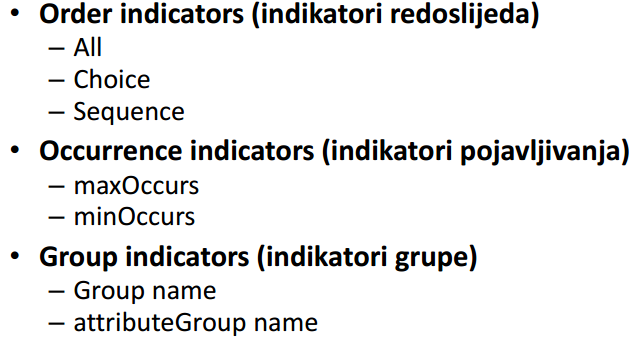 • Order indicators (indikatori redoslijeda)
– All
– Choice
– Sequence
• Occurrence indicators (indikatori pojavljivanja)
– maxOccurs
– minOccurs
• Group indicators (indikatori grupe)
– Group name
– attributeGroup name